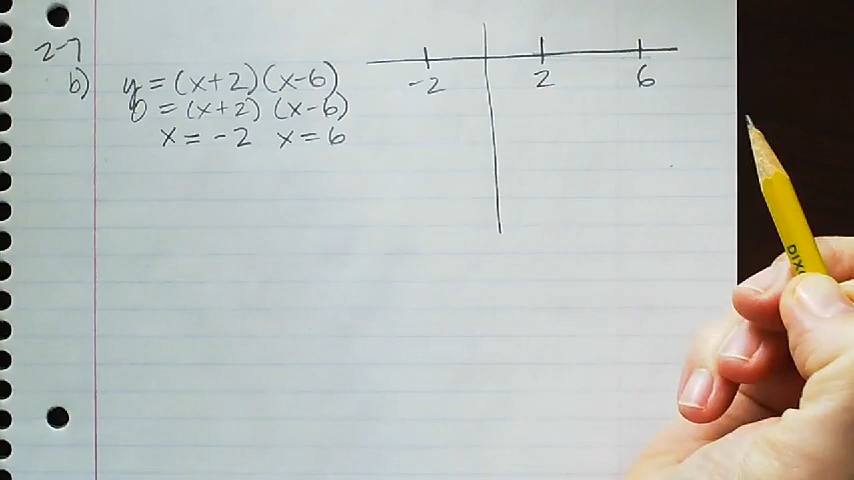 2-7
b) y = (x+2)(x-6)
0 = (x+2) (x-6)
x = -2 x = 6
-2 2 6